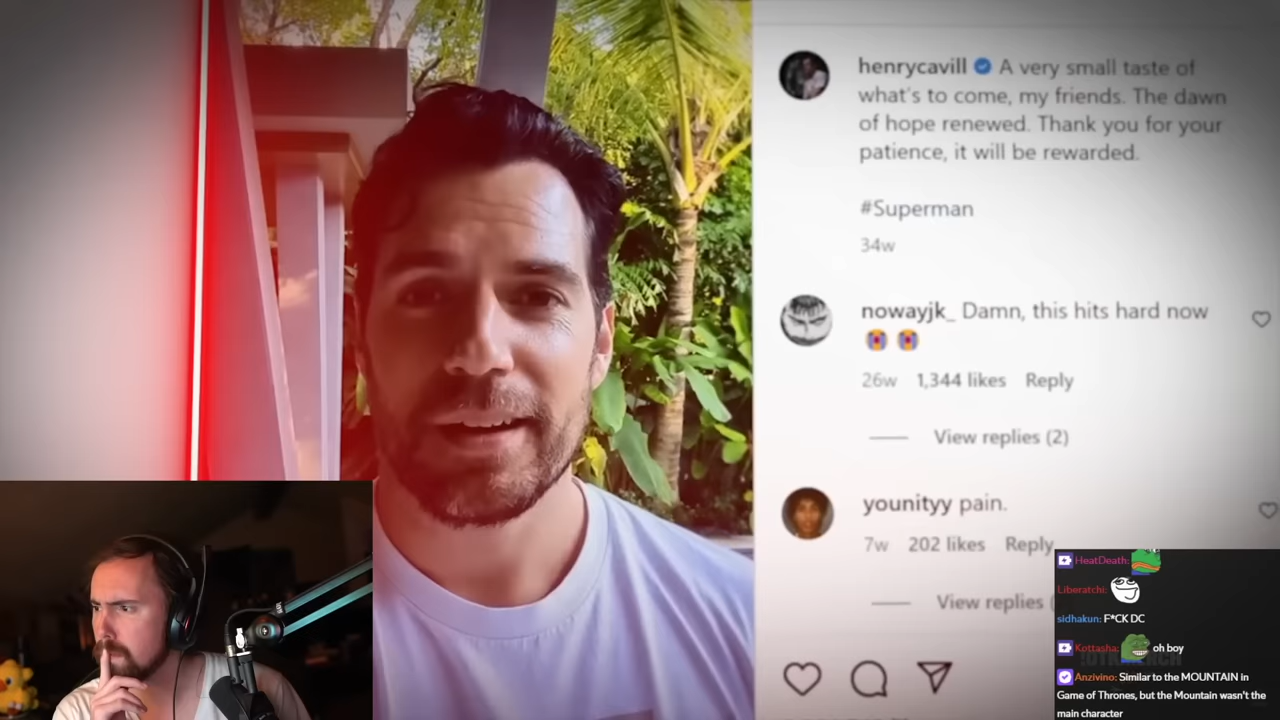 henrycavill A very small taste of
what's to come, my friends. The dawn
of hope renewed. Thank you for your
patience, it will be rewarded.
#Superman
34w
nowayjk_ Damn, this hits hard now
26w 1,344 likes Reply
View replies (2)
younityy pain.
7w 202 likes Reply
View replies (
HeatDeath:
Liberatchi:
sidhakun: F*CK DC
Kottasha: oh boy
Anzivino: Similar to the MOUNTAIN in
Game of Thrones, but the Mountain wasn't the
main character